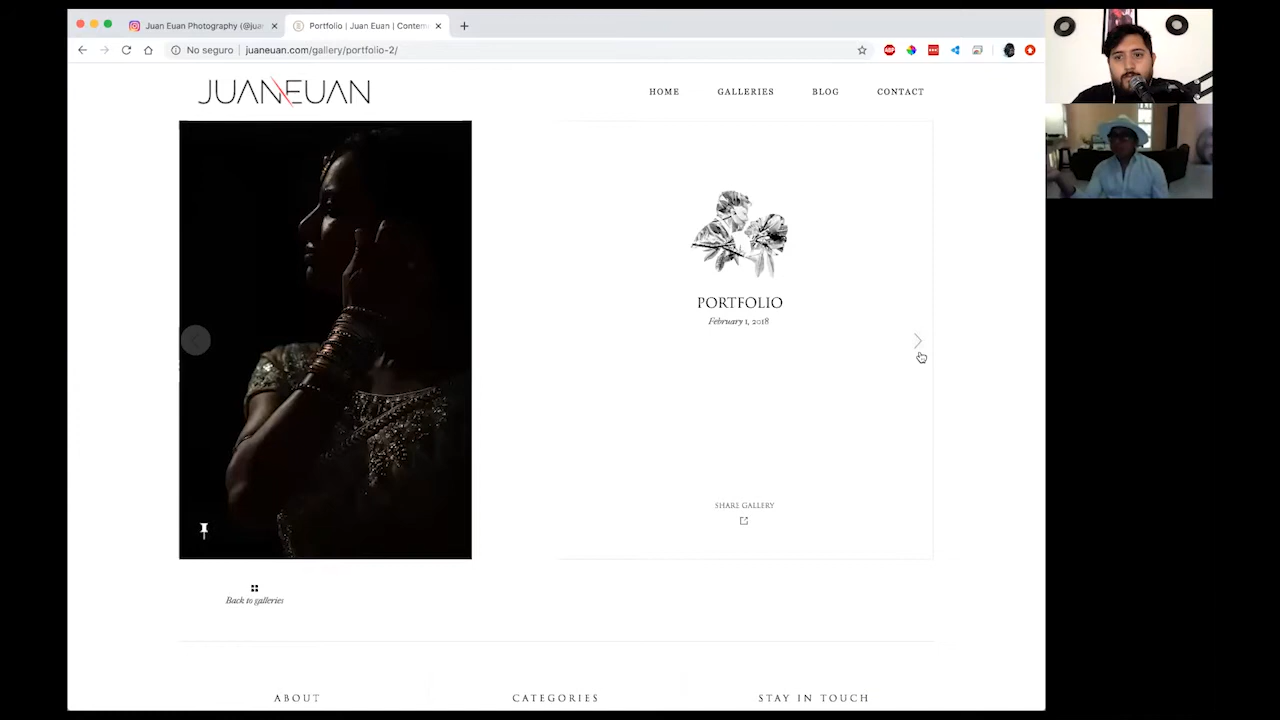 Juan Euan Photography (@jua
Portfolio | Juan Euan | Contem
No seguro
juaneuan.com/gallery/portfolio-2/
ABP
JUANEUAN
HOME
GALLERIES
BLOG
CONTACT
PORTFOLIO
February 1, 2018
SHARE GALLERY
Back to galleries
ABOUT
CATEGORIES
STAY IN TOUCH